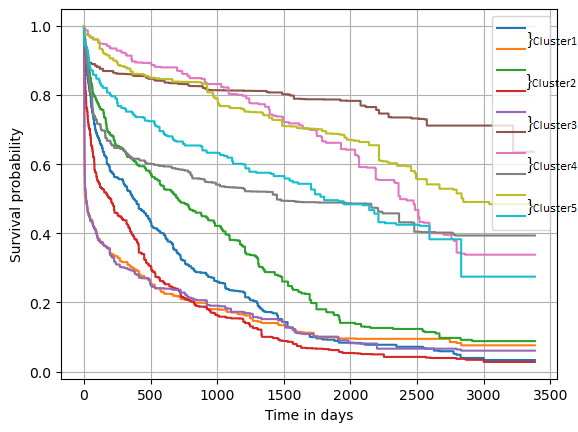 1.0
0.8
0.6
0.4
0.2
0.0
Survival probability
0 500 1000 1500 2000 2500 3000 3500
Time in days
}Cluster1
}Cluster2
}Cluster3
}Cluster4
}Cluster5